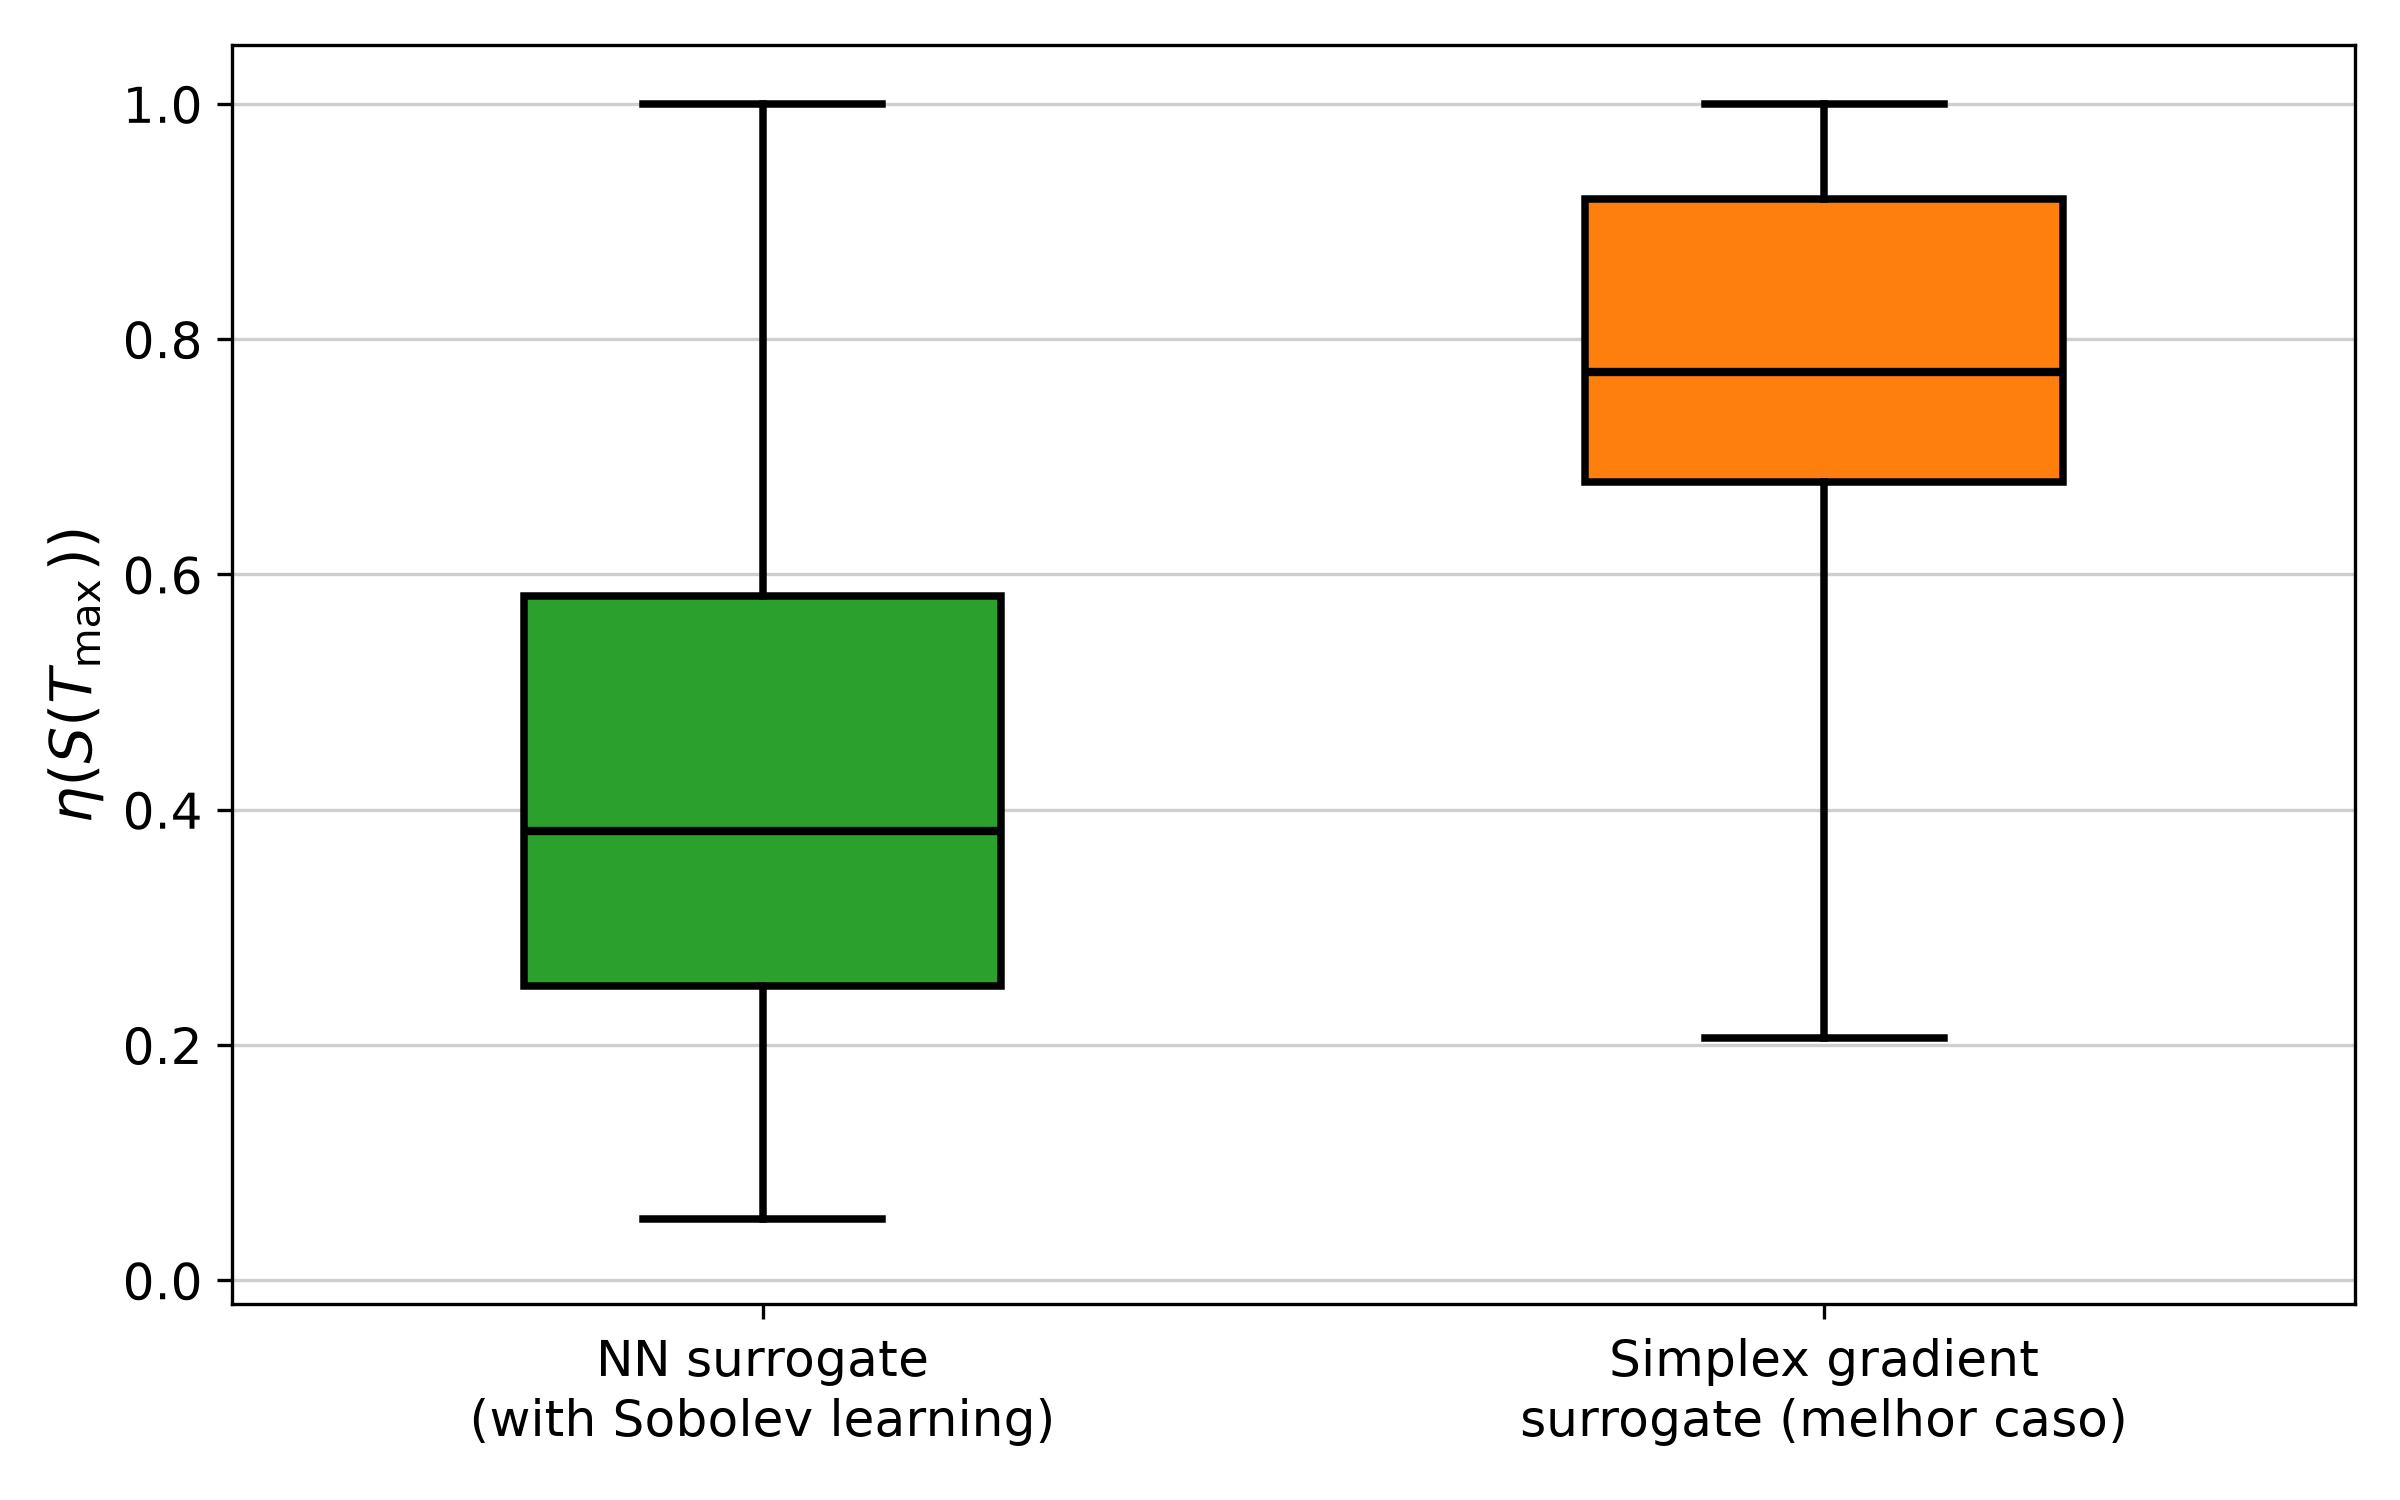 1.0
0.8
0.6
0.4
0.2
0.0
η(S(T_max)))
NN surrogate
(with Sobolev learning)
Simplex gradient
surrogate (melhor caso)